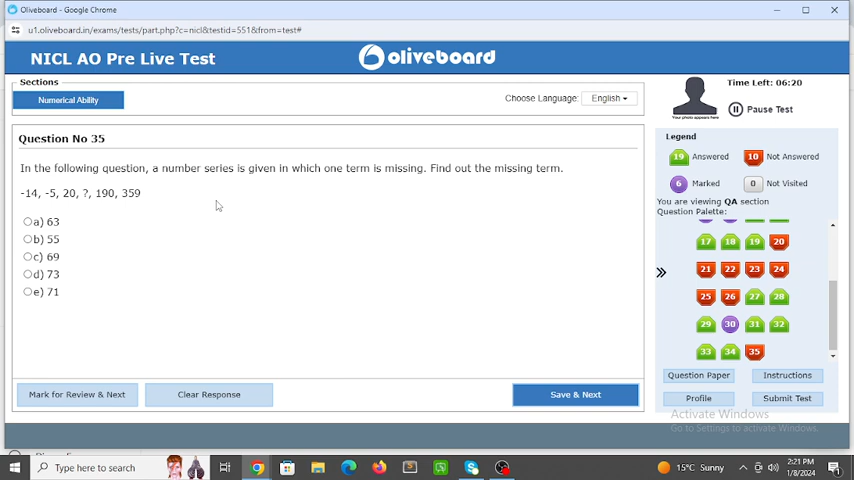 Oliveboard - Google Chrome
u1.oliveboard.in/exams/tests/part.php?c=nicl&testid=551&from=test#
NICL AO Pre Live Test
oliveboard
Sections
Numerical Ability
Choose Language: English
Question No 35
In the following question, a number series is given in which one term is missing. Find out the missing term.
-14, -5, 20, ?, 190, 359
a) 63
b) 55
c) 69
d) 73
e) 71
Mark for Review & Next
Clear Response
Save & Next
Your photo appears here
Time Left: 06:20
Pause Test
Legend
19 Answered 10 Not Answered
6 Marked 0 Not Visited
You are viewing QA section
Question Palette:
17 18 19 20
21 22 23 24
25 26 27 28
29 30 31 32
33 34 35
Question Paper Instructions
Profile Submit Test
Activate Windows
Go to Settings to activate Windows.
Type here to search
15°C Sunny
2:21 PM
1/8/2024